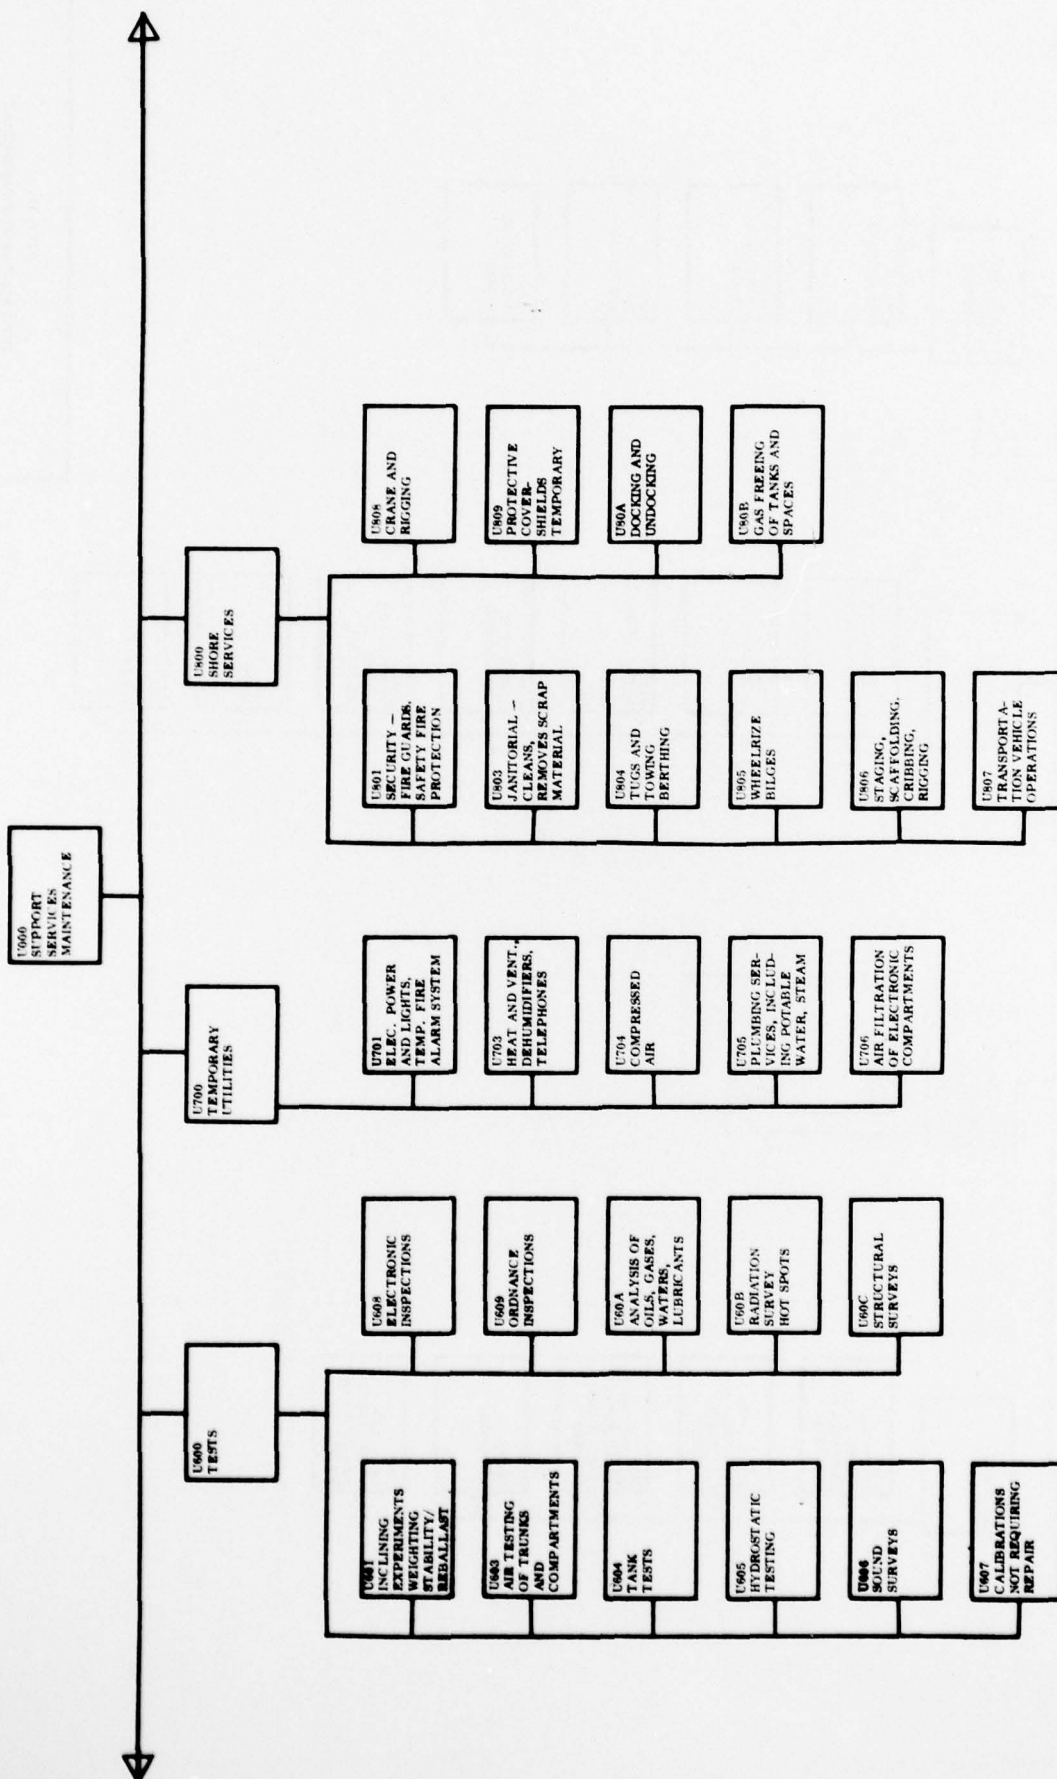 U000
SUPPORT
SERVICES
MAINTENANCE
U600
TESTS
U601
INCLINING
EXPERIMENTS
WEIGHTING
STABILITY/
REBALLAST
U603
AIR TESTING
OF TRUNKS
AND
COMPARTMENTS
U604
TANK
TESTS
U605
HYDROSTATIC
TESTING
U606
SOUND
SURVEYS
U607
CALIBRATIONS
NOT REQUIRING
REPAIR
U608
ELECTRONIC
INSPECTIONS
U609
ORDNANCE
INSPECTIONS
U60A
ANALYSIS OF
OILS, GASES,
WATERS,
LUBRICANTS
U60B
RADIATION
SURVEY
HOT SPOTS
U60C
STRUCTURAL
SURVEYS
U700
TEMPORARY
UTILITIES
U701
ELEC. POWER
AND LIGHTS,
TEMP. FIRE
ALARM SYSTEM
U703
HEAT AND VENT.,
DEHUMIDIFIERS,
TELEPHONES
U704
COMPRESSED
AIR
U705
PLUMBING SER-
VICES, INCLUD-
ING POTABLE
WATER, STEAM
U706
AIR FILTRATION
OF ELECTRONIC
COMPARTMENTS
U800
SHORE
SERVICES
U801
SECURITY –
FIRE GUARDS,
SAFETY FIRE
PROTECTION
U803
JANITORIAL –
CLEANS,
REMOVES SCRAP
MATERIAL
U804
TUGS AND
TOWING
BERTHING
U805
WHEELRIZE
BILGES
U806
STAGING,
SCAFFOLDING,
CRIBBING,
RIGGING
U807
TRANSPORTA-
TION VEHICLE
OPERATIONS
U808
CRANE AND
RIGGING
U809
PROTECTIVE
COVER-
SHIELDS
TEMPORARY
U80A
DOCKING AND
UNDOCKING
U80B
GAS FREEING
OF TANKS AND
SPACES